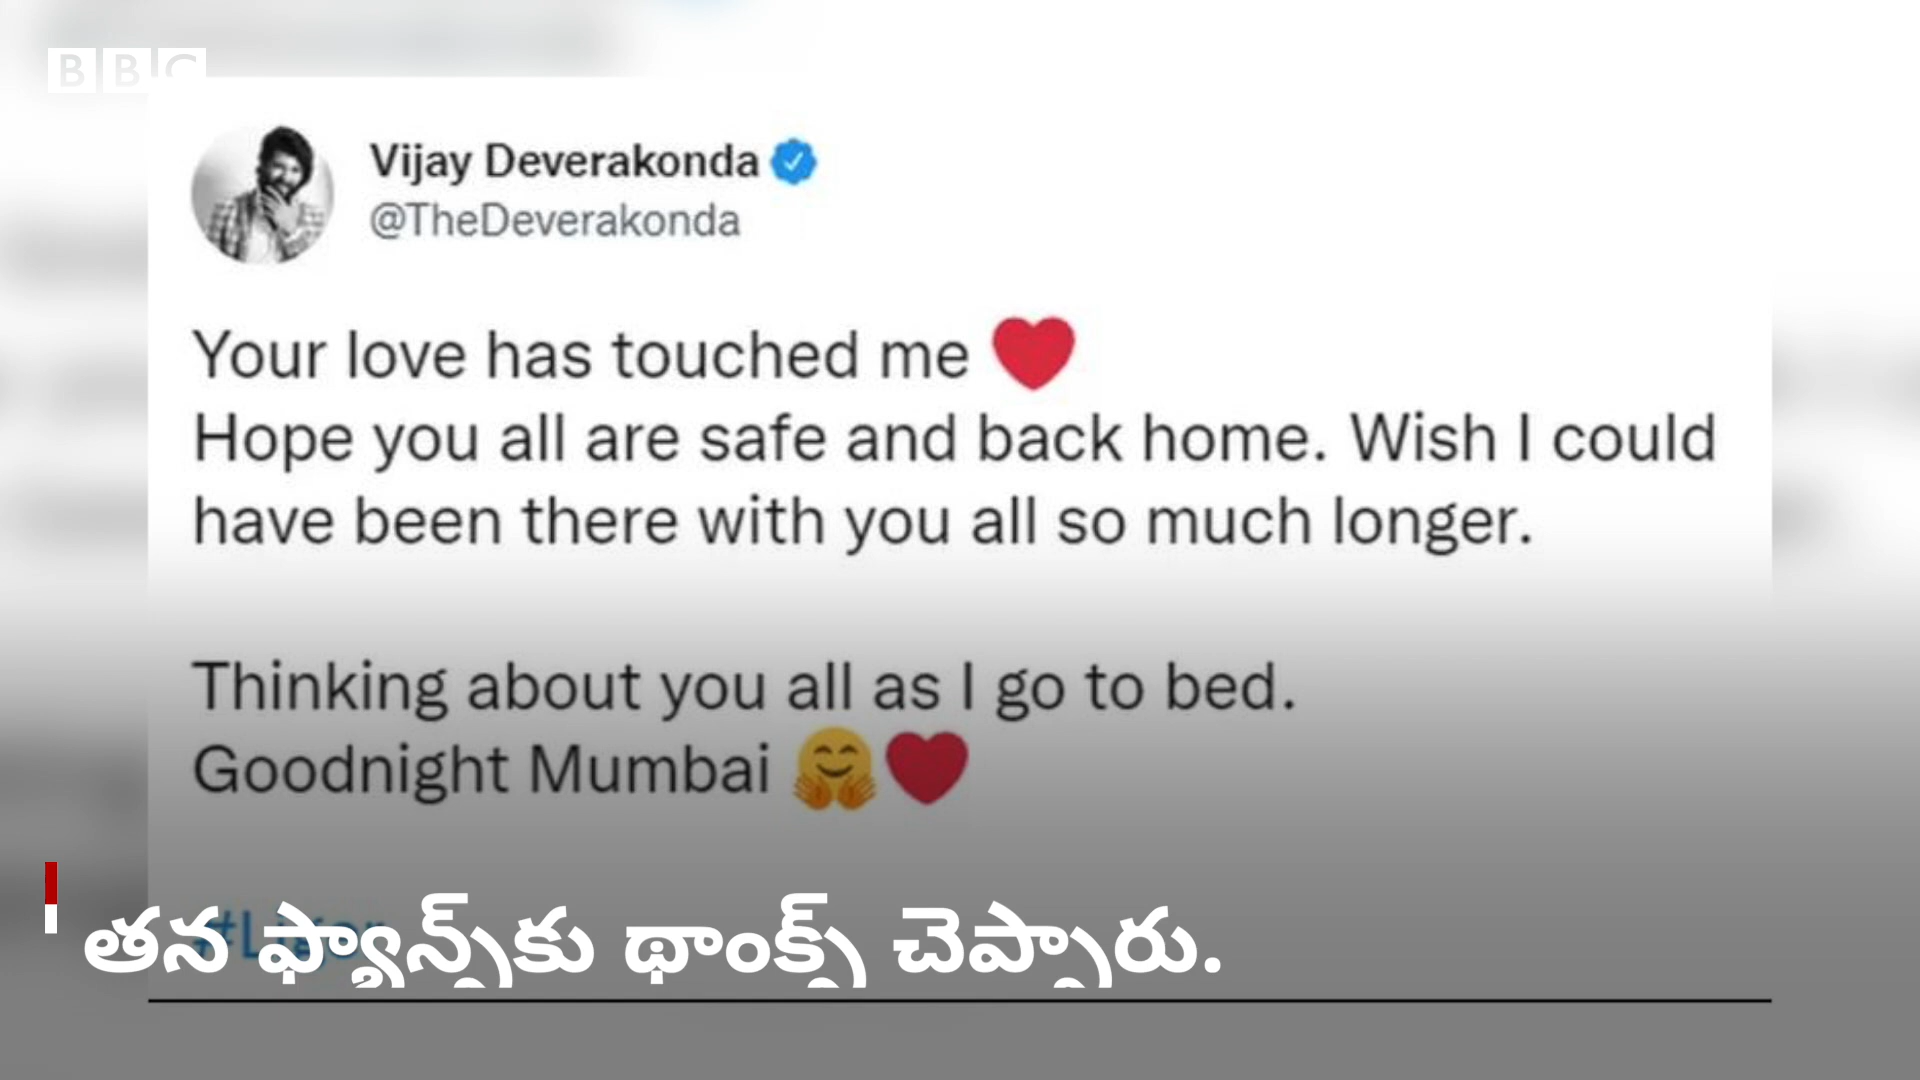 BBC
Vijay Deverakonda
@TheDeverakonda
Your love has touched me ❤️
Hope you all are safe and back home. Wish I could
have been there with you all so much longer.
Thinking about you all as I go to bed.
Goodnight Mumbai 🤗❤️
#Liger
తన ఫ్యాన్స్‌కు థాంక్స్ చెప్పారు.